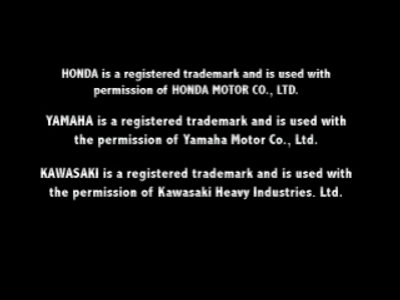 HONDA is a registered trademark and is used with
permission of HONDA MOTOR CO., LTD.
YAMAHA is a registered trademark and is used with
the permission of Yamaha Motor Co., Ltd.
KAWASAKI is a registered trademark and is used with
the permission of Kawasaki Heavy Industries. Ltd.